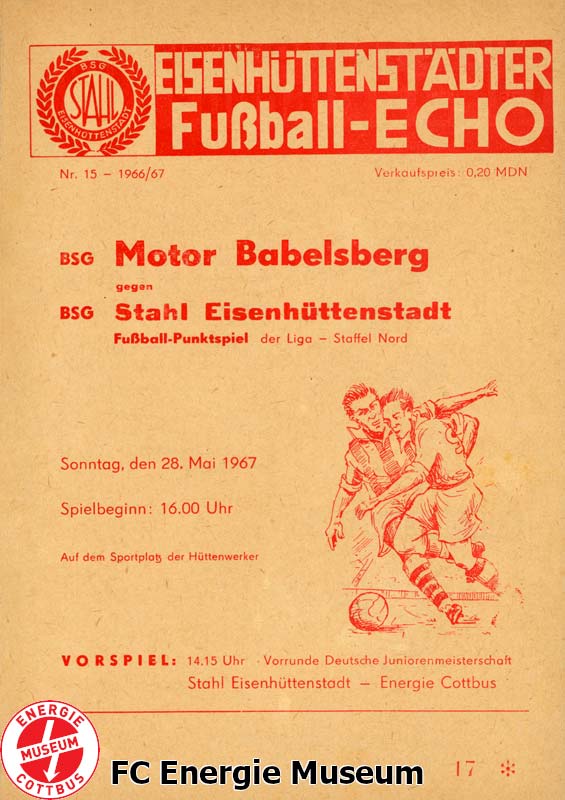 BSG
STAHL
EISENHÜTTENSTADT
EISENHÜTTENSTÄDTER
Fußball-ECHO
Nr. 15 – 1966/67 Verkaufspreis: 0,20 MDN
BSG Motor Babelsberg
gegen
BSG Stahl Eisenhüttenstadt
Fußball-Punktspiel der Liga – Staffel Nord
Sonntag, den 28. Mai 1967
Spielbeginn: 16.00 Uhr
Auf dem Sportplatz der Hüttenwerker
VORSPIEL: 14.15 Uhr · Vorrunde Deutsche Juniorenmeisterschaft
Stahl Eisenhüttenstadt – Energie Cottbus
17 *
ENERGIE
MUSEUM
COTTBUS
FC Energie Museum